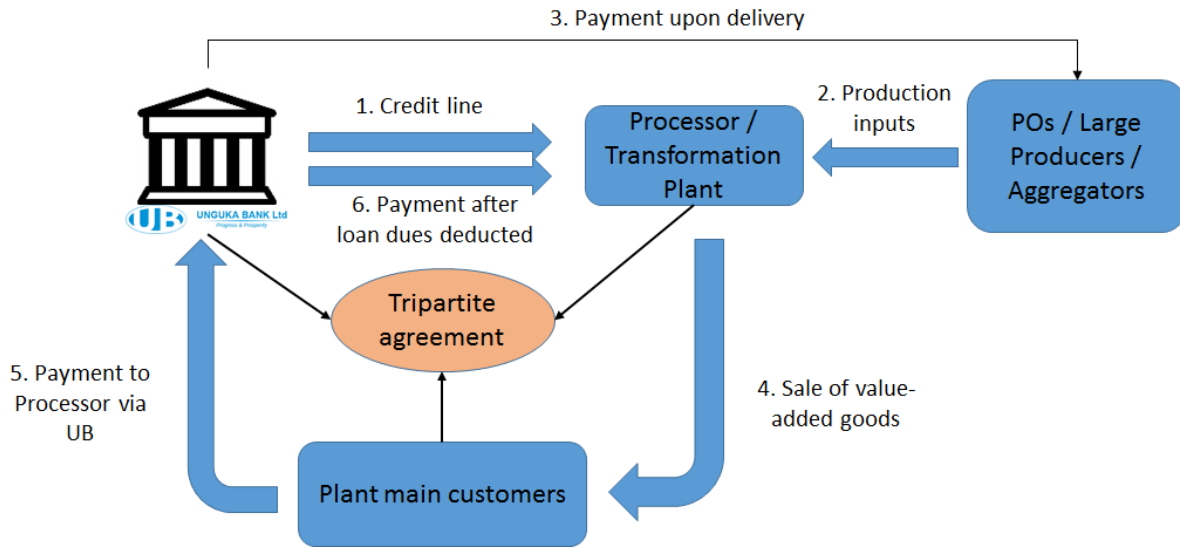 3. Payment upon delivery
1. Credit line
2. Production
inputs
Processor /
Transformation
Plant
POs / Large
Producers /
Aggregators
UB
UNGUKA BANK Ltd
Progress & Prosperity
6. Payment after
loan dues deducted
Tripartite
agreement
5. Payment to
Processor via
UB
4. Sale of value-
added goods
Plant main customers